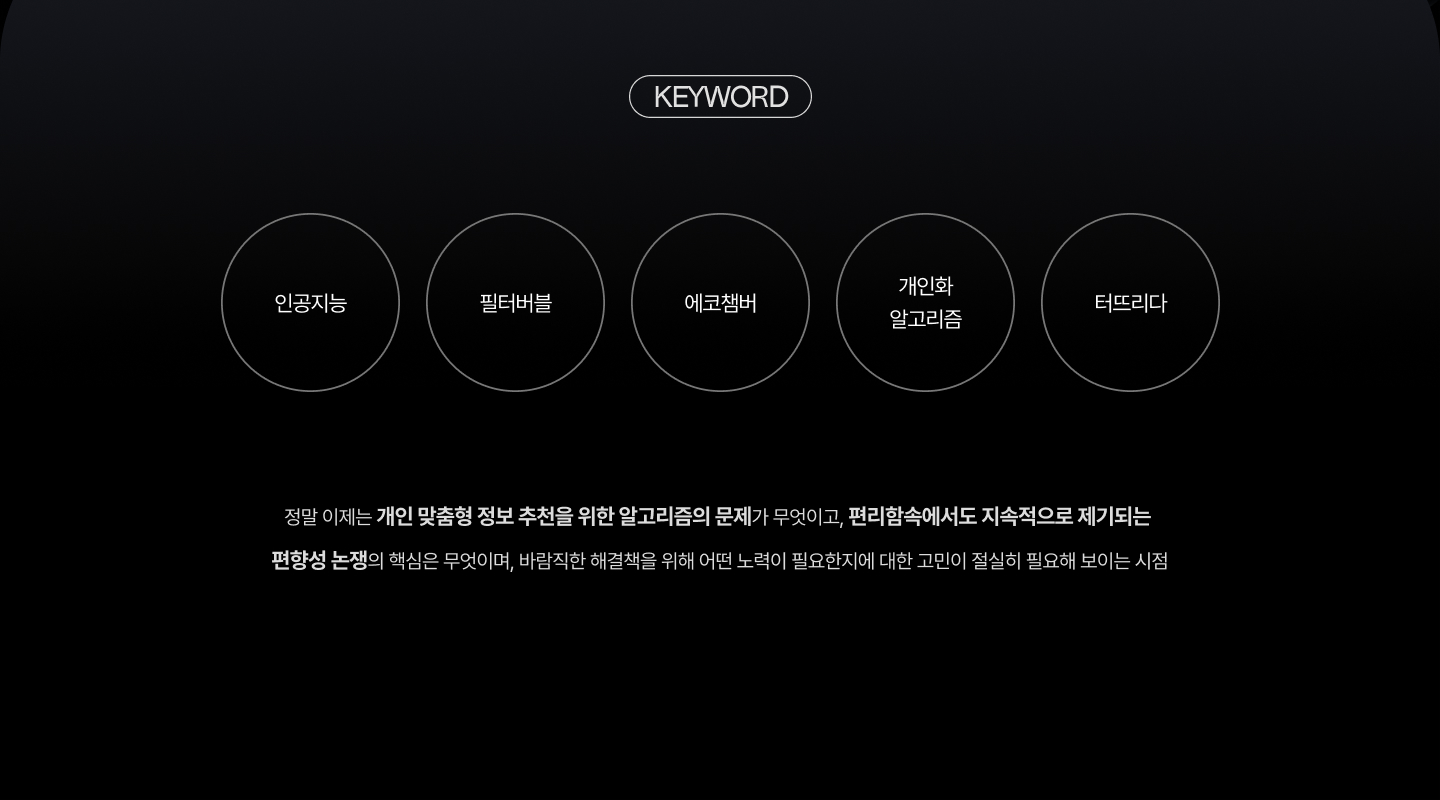 KEYWORD
인공지능
필터버블
에코챔버
개인화
알고리즘
터뜨리다
정말 이제는 개인 맞춤형 정보 추천을 위한 알고리즘의 문제가 무엇이고, 편리함속에서도 지속적으로 제기되는
편향성 논쟁의 핵심은 무엇이며, 바람직한 해결책을 위해 어떤 노력이 필요한지에 대한 고민이 절실히 필요해 보이는 시점